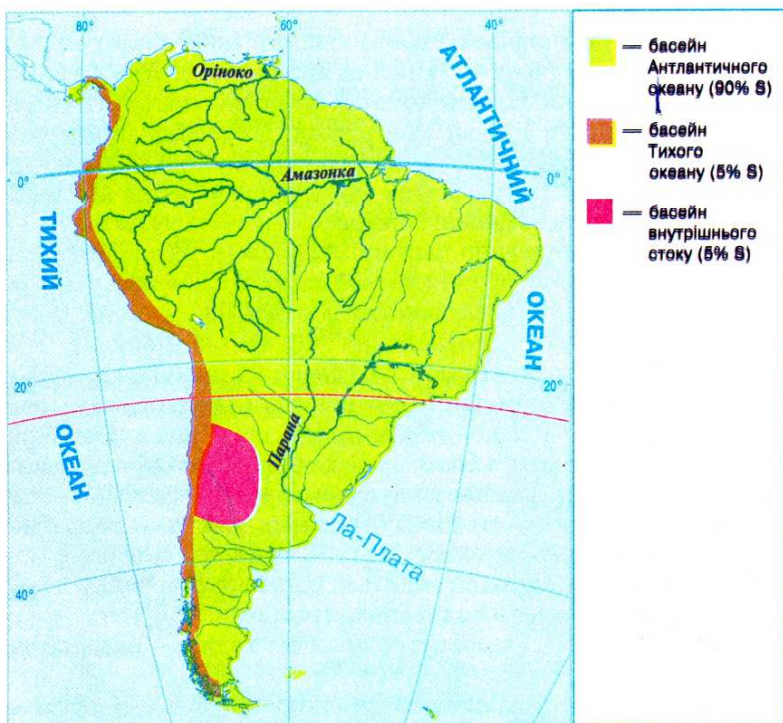 80°
60°
40°
Оріноко
АТЛАНТИЧНИЙ
Амазонка
0°
0°
ТИХИЙ
ОКЕАН
20°
20°
ОКЕАН
Парана
Ла-Плата
40°
— басейн
Антлантичного
океану (90% S)
— басейн
Тихого
океану (5% S)
— басейн
внутрішнього
стоку (5% S)